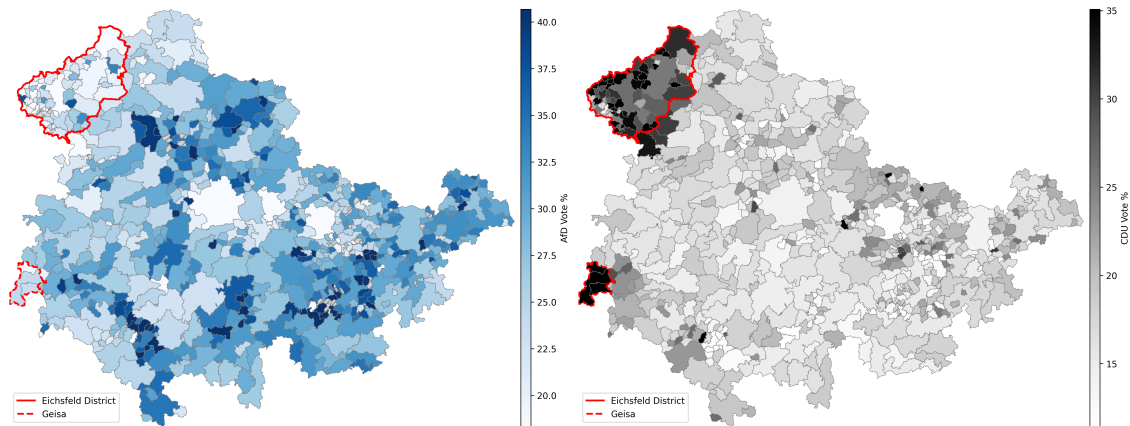 40.0
37.5
35.0
32.5
30.0
27.5
25.0
22.5
20.0
AfD Vote %
Eichsfeld District
Geisa
35
30
25
20
15
CDU Vote %
Eichsfeld District
Geisa